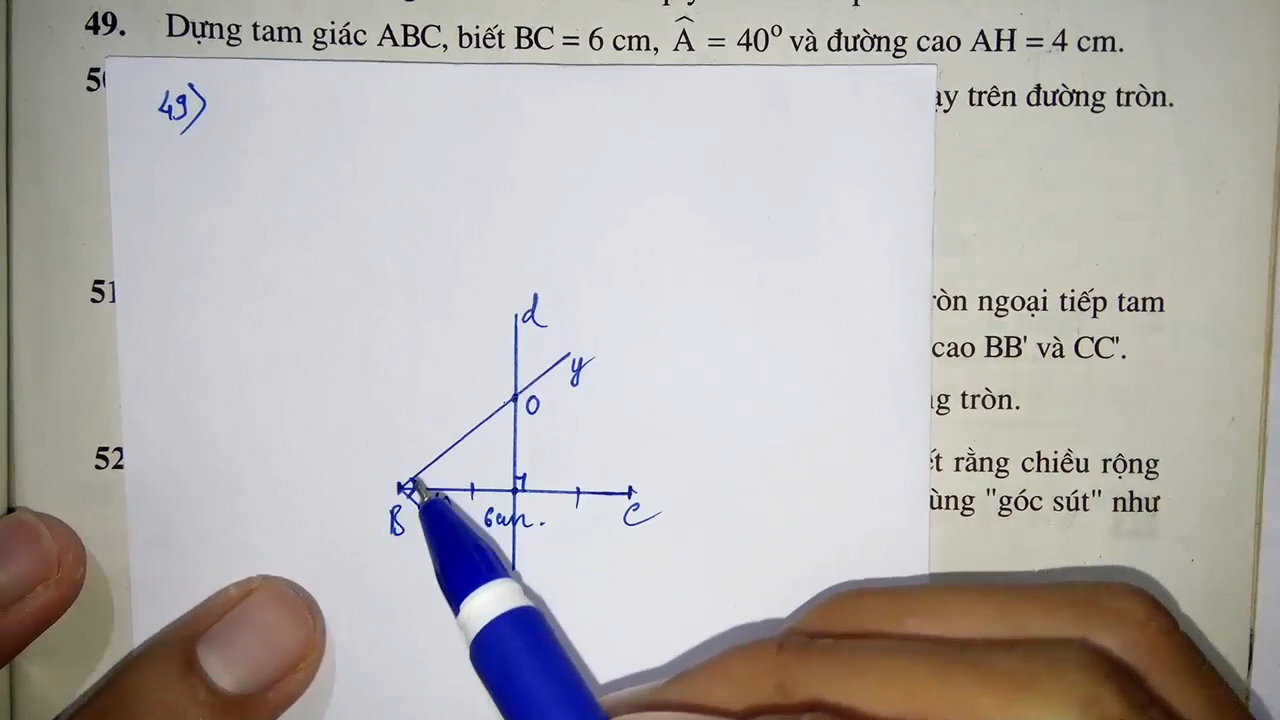 49. Dựng tam giác ABC, biết BC = 6 cm, Â = 40° và đường cao AH = 4 cm.
5
ạy trên đường tròn.
49)
51
ròn ngoại tiếp tam
d
cao BB' và CC'.
y
O
ng tròn.
52
ết rằng chiều rộng
ùng "góc sút" như
B 6cm. C